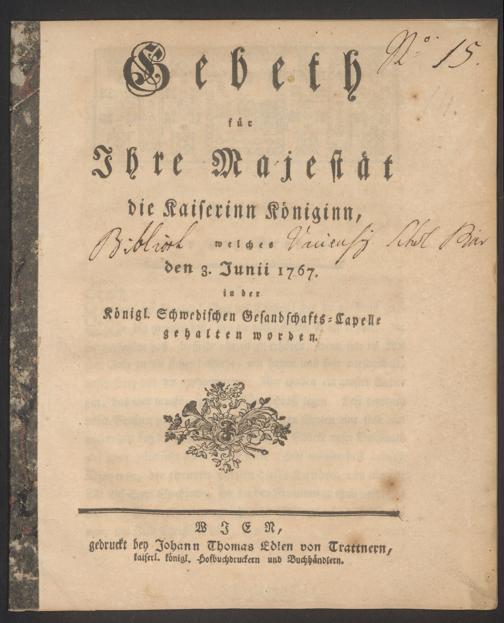 Nº 15.
Gebeth
für
Ihre Majestät
die Kaiserinn Königinn,
Biblioth
welches
den 3. Junii 1767.
in der
Königl. Schwedischen Gesandschafts=Capelle
gehalten worden.
WIEN,
gedruckt bey Johann Thomas Edlen von Trattnern,
kaiserl. königl. Hofbuchdruckern und Buchhändlern.